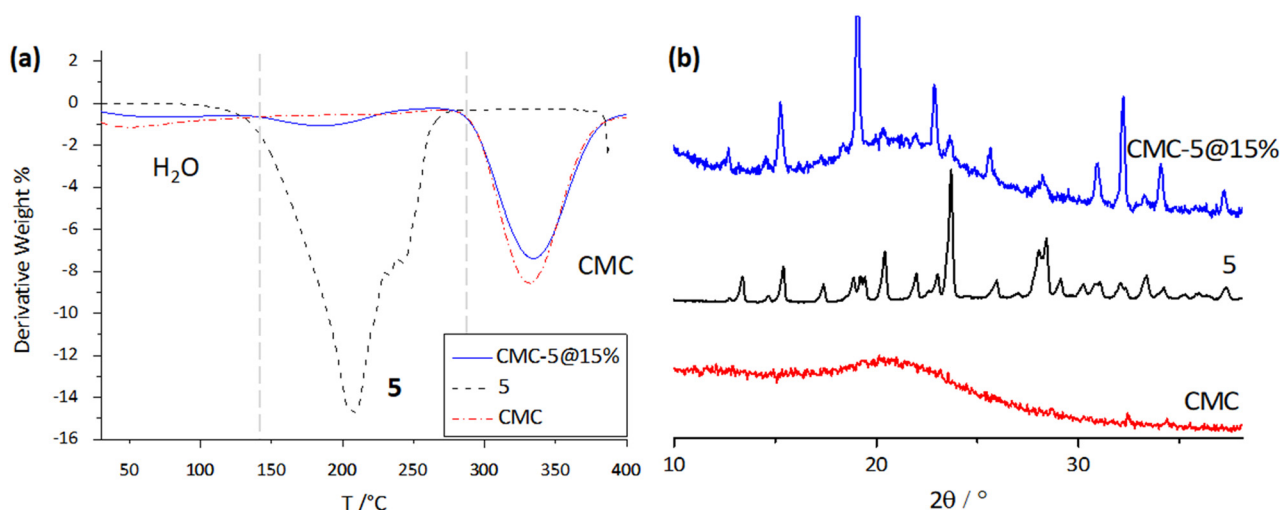 (a)
2
0
-2
-4
-6
-8
-10
-12
-14
-16
Derivative Weight %
H₂O
5
CMC
CMC-5@15%
5
CMC
50
100
150
200
250
300
350
400
T /°C
(b)
CMC-5@15%
5
CMC
10
20
30
2θ / °